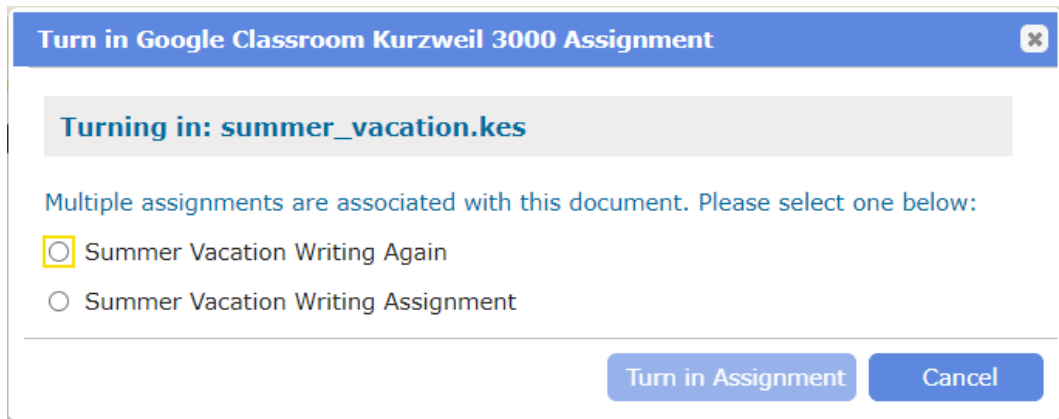 Turn in Google Classroom Kurzweil 3000 Assignment
Turning in: summer_vacation.kes
Multiple assignments are associated with this document. Please select one below:
Summer Vacation Writing Again
Summer Vacation Writing Assignment
Turn in Assignment Cancel